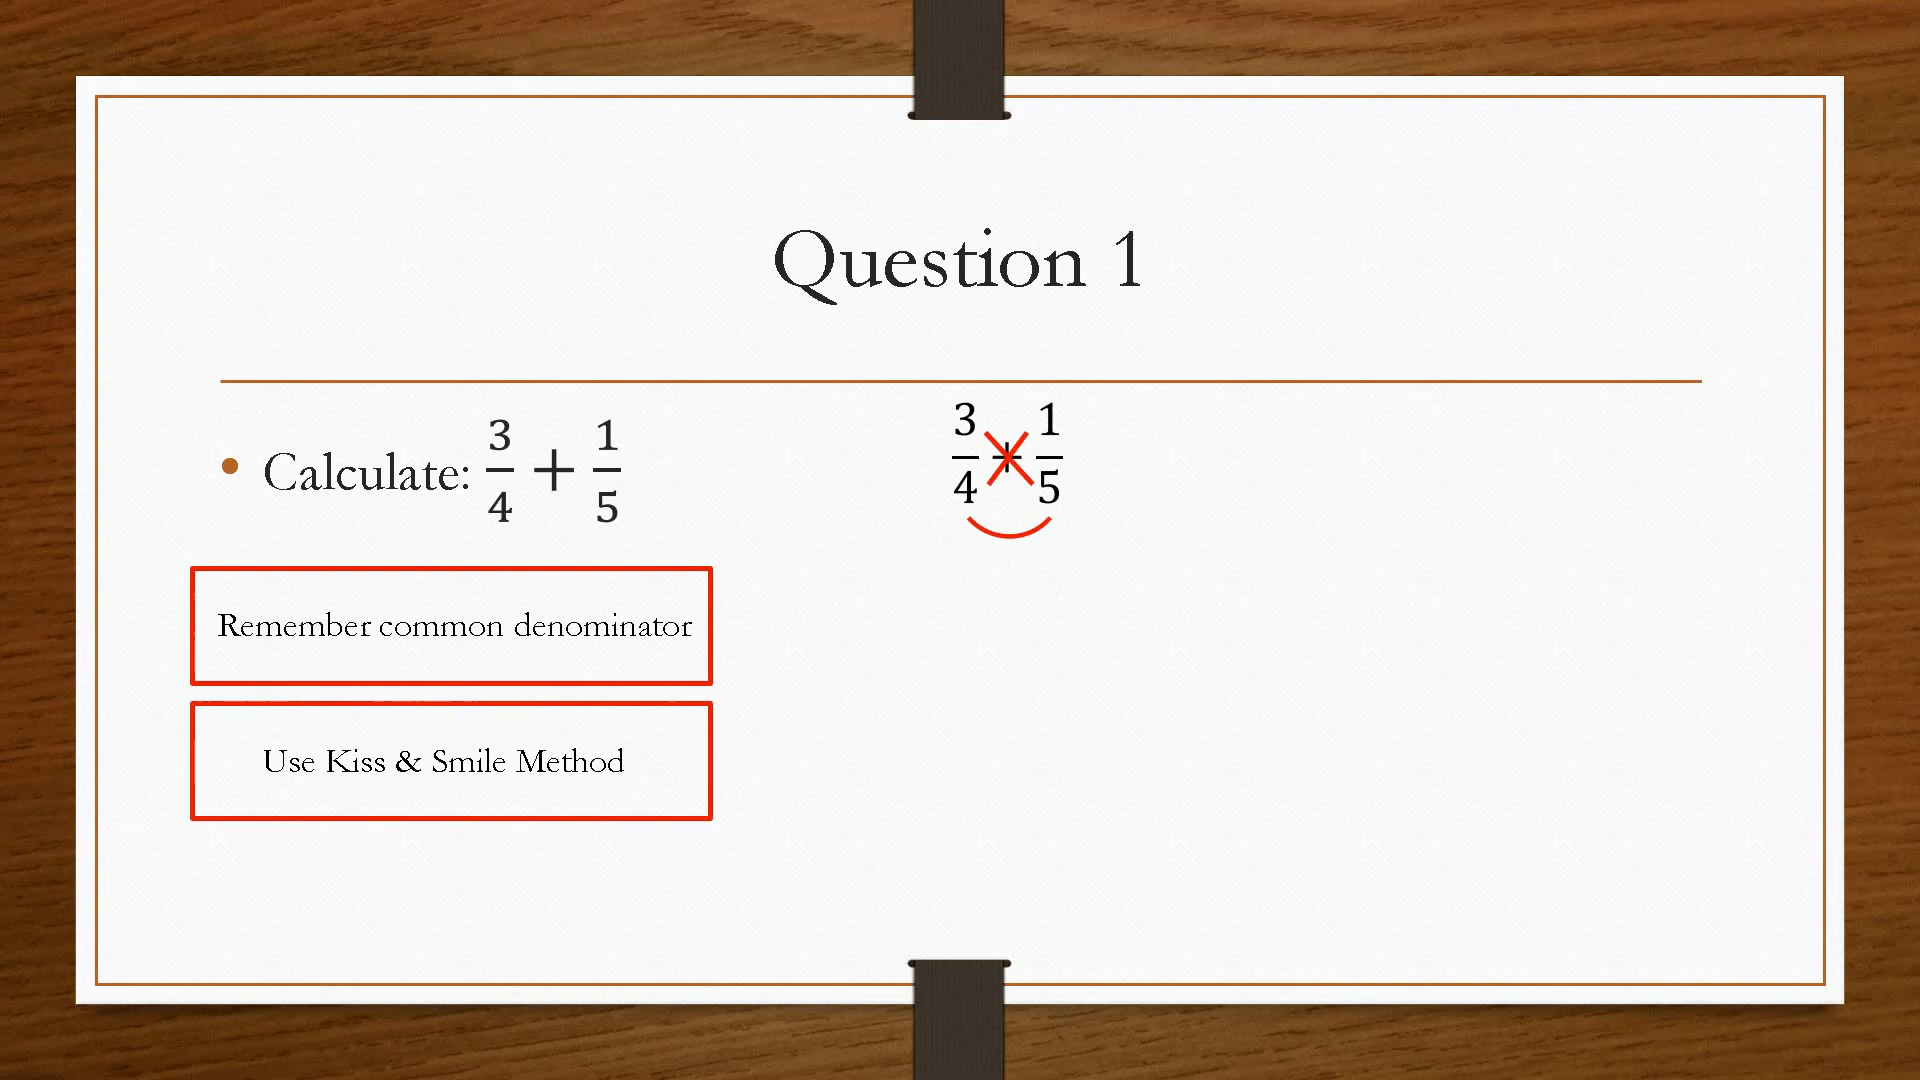 Question 1
• Calculate: 3/4 + 1/5
3/4 + 1/5
Remember common denominator
Use Kiss & Smile Method